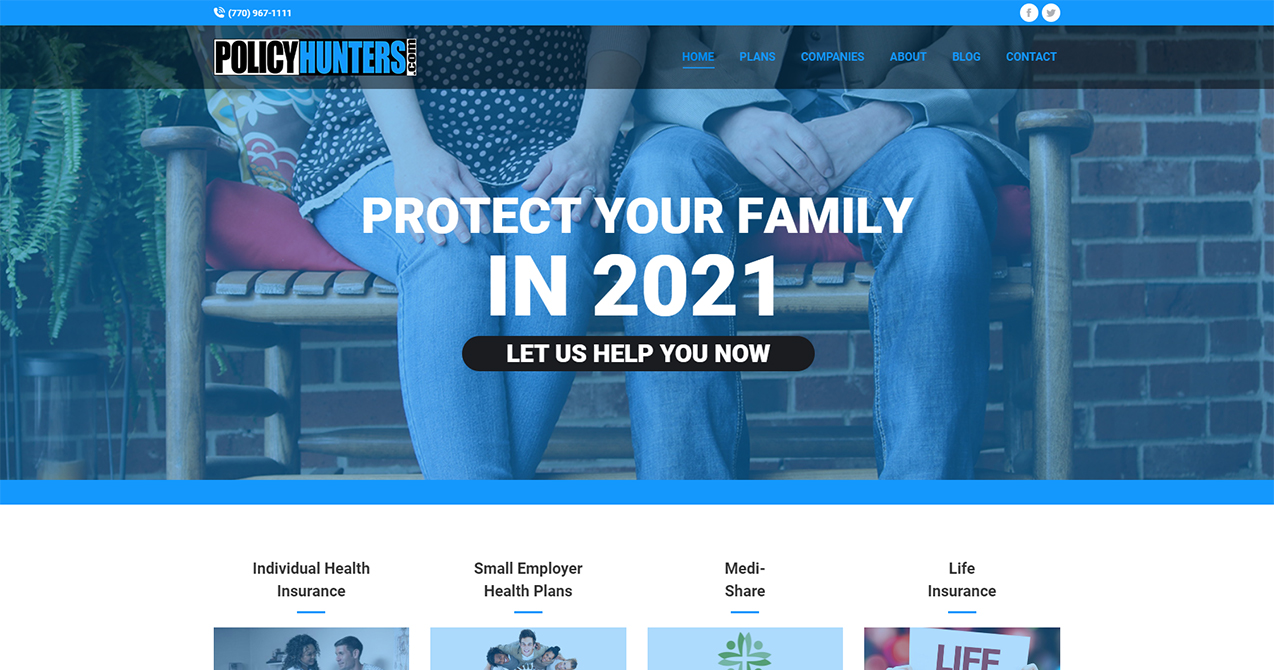 (770) 967-1111
POLICYHUNTERS.com
HOME PLANS COMPANIES ABOUT BLOG CONTACT
PROTECT YOUR FAMILY
IN 2021
LET US HELP YOU NOW
Individual Health
Insurance
Small Employer
Health Plans
Medi-
Share
Life
Insurance
LIFE